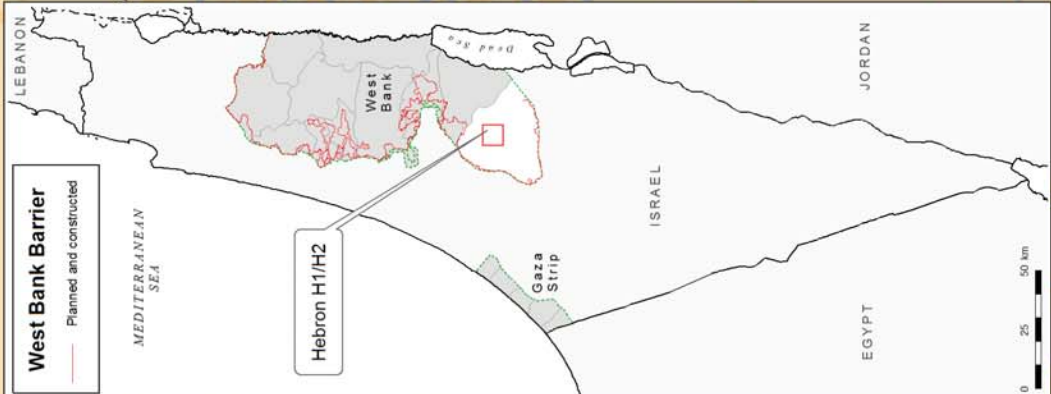 West Bank Barrier
Planned and constructed
LEBANON
MEDITERRANEAN
SEA
Dead Sea
West
Bank
JORDAN
Hebron H1/H2
ISRAEL
Gaza
Strip
EGYPT
0 25 50 km